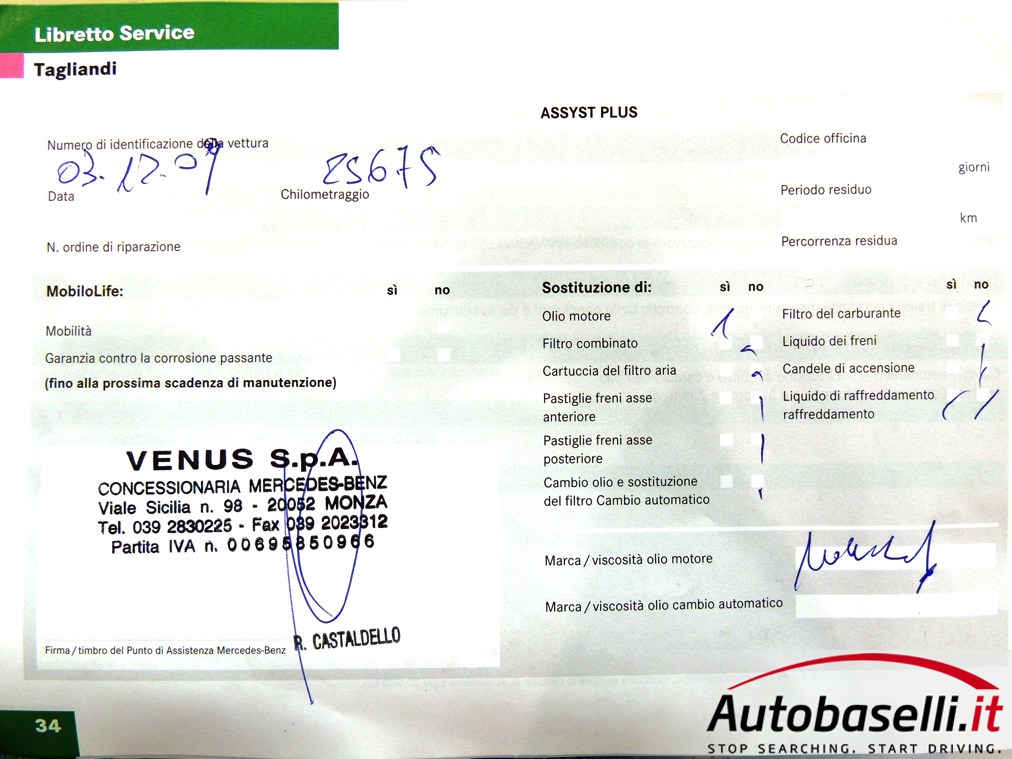 Libretto Service
Tagliandi
ASSYST PLUS
Numero di identificazione della vettura
Codice officina
03.12.09
25675
giorni
Data
Chilometraggio
Periodo residuo
km
N. ordine di riparazione
Percorrenza residua
MobiloLife:
sì no
Sostituzione di:
sì no
sì no
Mobilità
Garanzia contro la corrosione passante
(fino alla prossima scadenza di manutenzione)
Olio motore
Filtro combinato
Cartuccia del filtro aria
Pastiglie freni asse
anteriore
Pastiglie freni asse
posteriore
Cambio olio e sostituzione
del filtro Cambio automatico
Filtro del carburante
Liquido dei freni
Candele di accensione
Liquido di raffreddamento
raffreddamento
VENUS S.p.A.
CONCESSIONARIA MERCEDES-BENZ
Viale Sicilia n. 98 - 20052 MONZA
Tel. 039 2830225 - Fax 039 2023312
Partita IVA n. 00695850966
R. CASTALDELLO
Firma/timbro del Punto di Assistenza Mercedes-Benz
Marca/viscosità olio motore
Marca/viscosità olio cambio automatico
34
Autobaselli.it
STOP SEARCHING. START DRIVING.